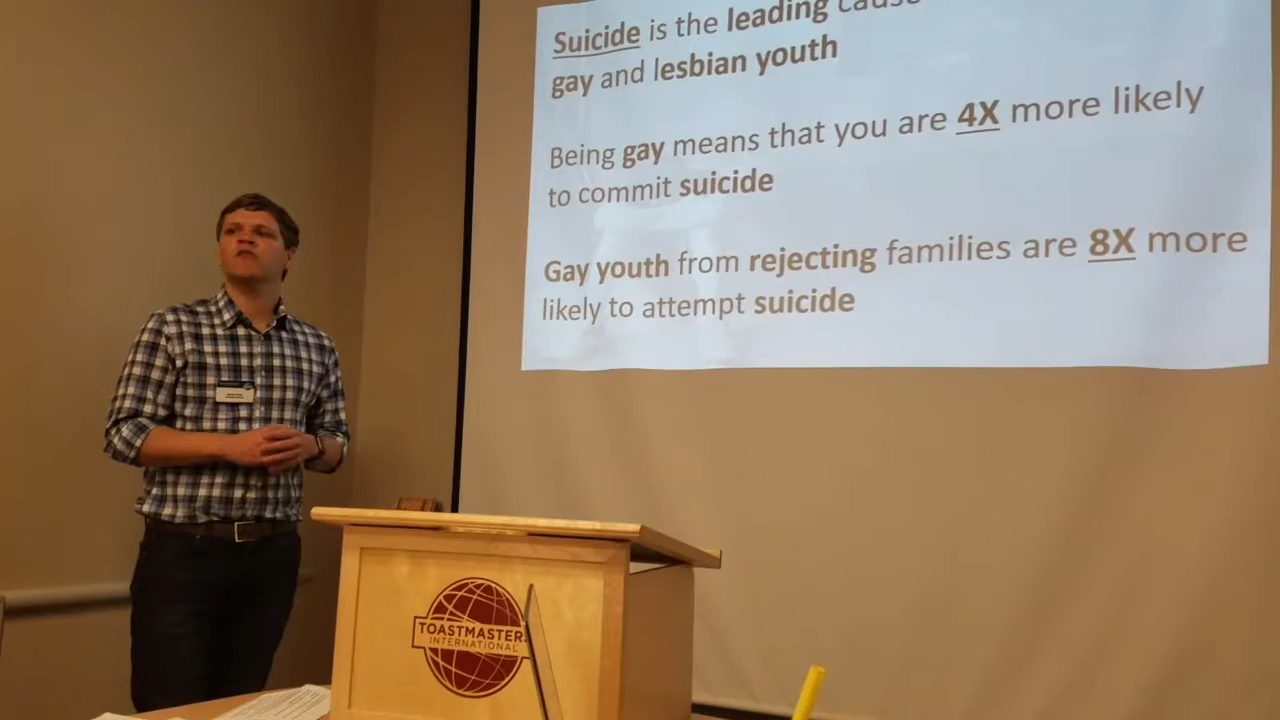 Suicide is the leading cause
gay and lesbian youth
Being gay means that you are 4X more likely
to commit suicide
Gay youth from rejecting families are 8X more
likely to attempt suicide
TOASTMASTERS
INTERNATIONAL